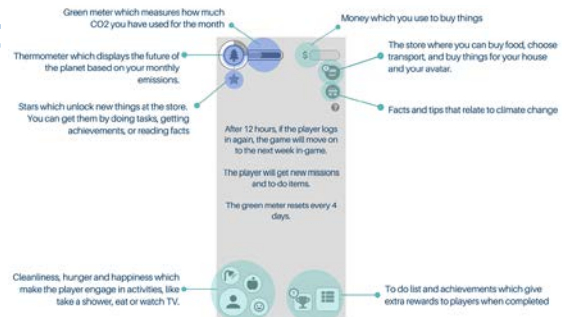 Green meter which measures how much
CO2 you have used for the month
Money which you use to buy things
Thermometer which displays the future of
the planet based on your monthly
emissions.
$
The store where you can buy food, choose
transport, and buy things for your house
and your avatar.
Stars which unlock new things at the store.
You can get them by doing tasks, getting
achievements, or reading facts
Facts and tips that relate to climate change
?
After 12 hours, if the player logs
in again, the game will move on
to the next week in-game.
The player will get new missions
and to-do items.
The green meter resets every 4
days.
Cleanliness, hunger and happiness which
make the player engage in activities, like
take a shower, eat or watch TV.
To do list and achievements which give
extra rewards to players when completed